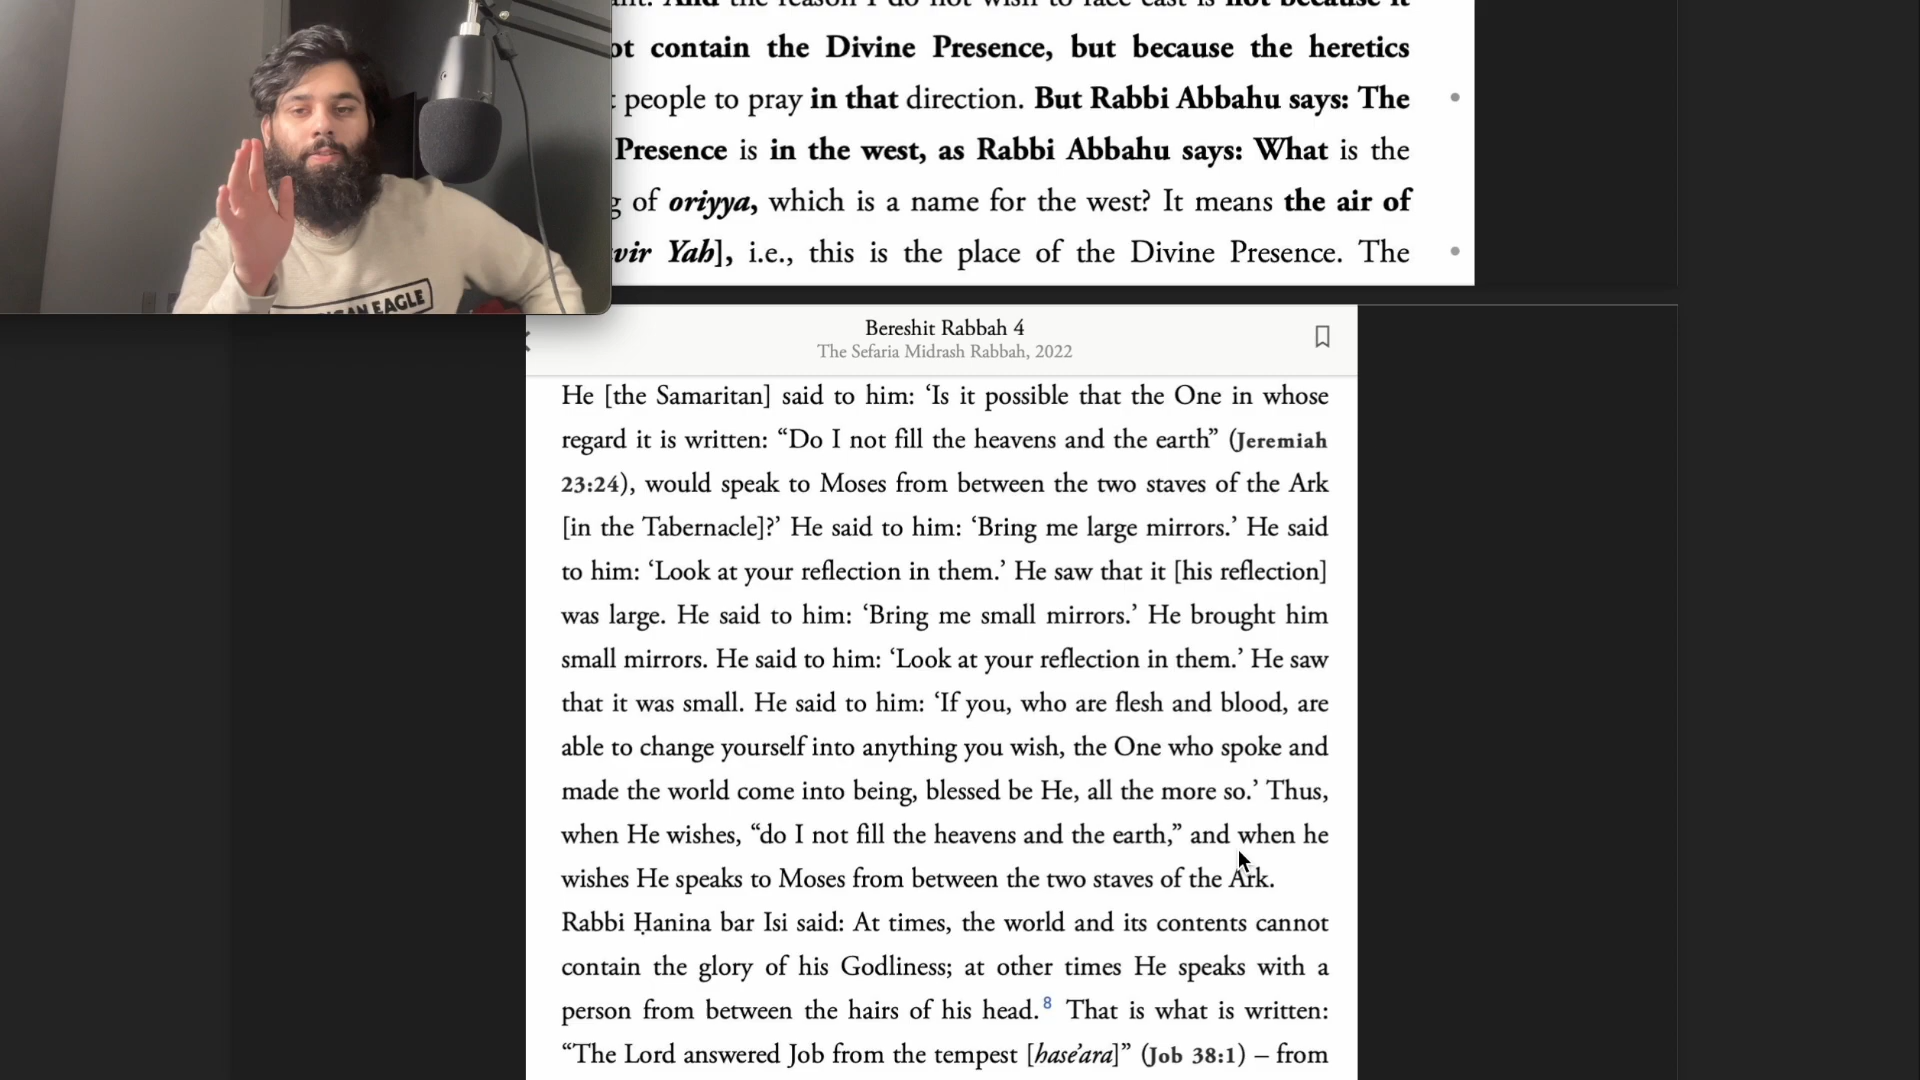 not because it
contain the Divine Presence, but because the heretics
people to pray in that direction. But Rabbi Abbahu says: The
Presence is in the west, as Rabbi Abbahu says: What is the
of oriyya, which is a name for the west? It means the air of
Yah], i.e., this is the place of the Divine Presence. The
EAGLE
Bereshit Rabbah 4
The Sefaria Midrash Rabbah, 2022
He [the Samaritan] said to him: ‘Is it possible that the One in whose
regard it is written: “Do I not fill the heavens and the earth” (Jeremiah
23:24), would speak to Moses from between the two staves of the Ark
[in the Tabernacle]?’ He said to him: ‘Bring me large mirrors.’ He said
to him: ‘Look at your reflection in them.’ He saw that it [his reflection]
was large. He said to him: ‘Bring me small mirrors.’ He brought him
small mirrors. He said to him: ‘Look at your reflection in them.’ He saw
that it was small. He said to him: ‘If you, who are flesh and blood, are
able to change yourself into anything you wish, the One who spoke and
made the world come into being, blessed be He, all the more so.’ Thus,
when He wishes, “do I not fill the heavens and the earth,” and when he
wishes He speaks to Moses from between the two staves of the Ark.
Rabbi Ḥanina bar Isi said: At times, the world and its contents cannot
contain the glory of his Godliness; at other times He speaks with a
person from between the hairs of his head.8 That is what is written:
“The Lord answered Job from the tempest [hase’ara]” (Job 38:1) – from